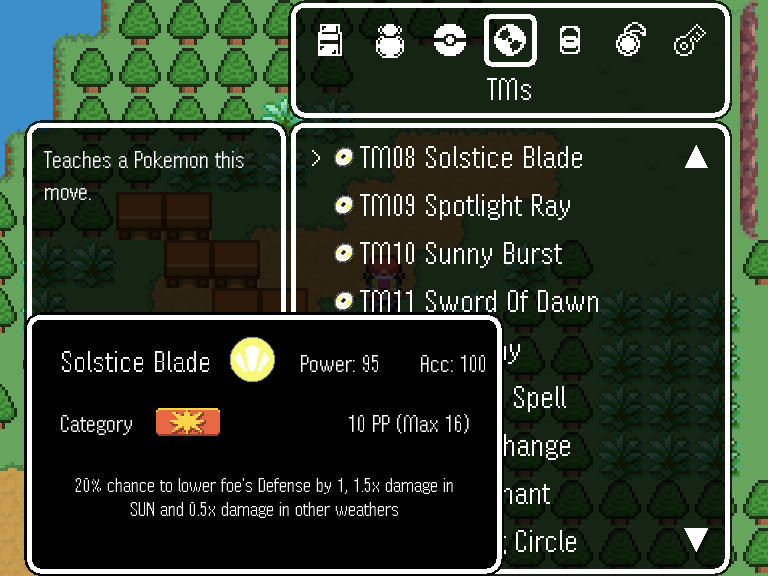 TMs
Teaches a Pokemon this
move.
> TM08 Solstice Blade
TM09 Spotlight Ray
TM10 Sunny Burst
TM11 Sword Of Dawn
Spell
Circle
Solstice Blade Power: 95 Acc: 100
Category 10 PP (Max 16)
20% chance to lower foe's Defense by 1, 1.5x damage in
SUN and 0.5x damage in other weathers